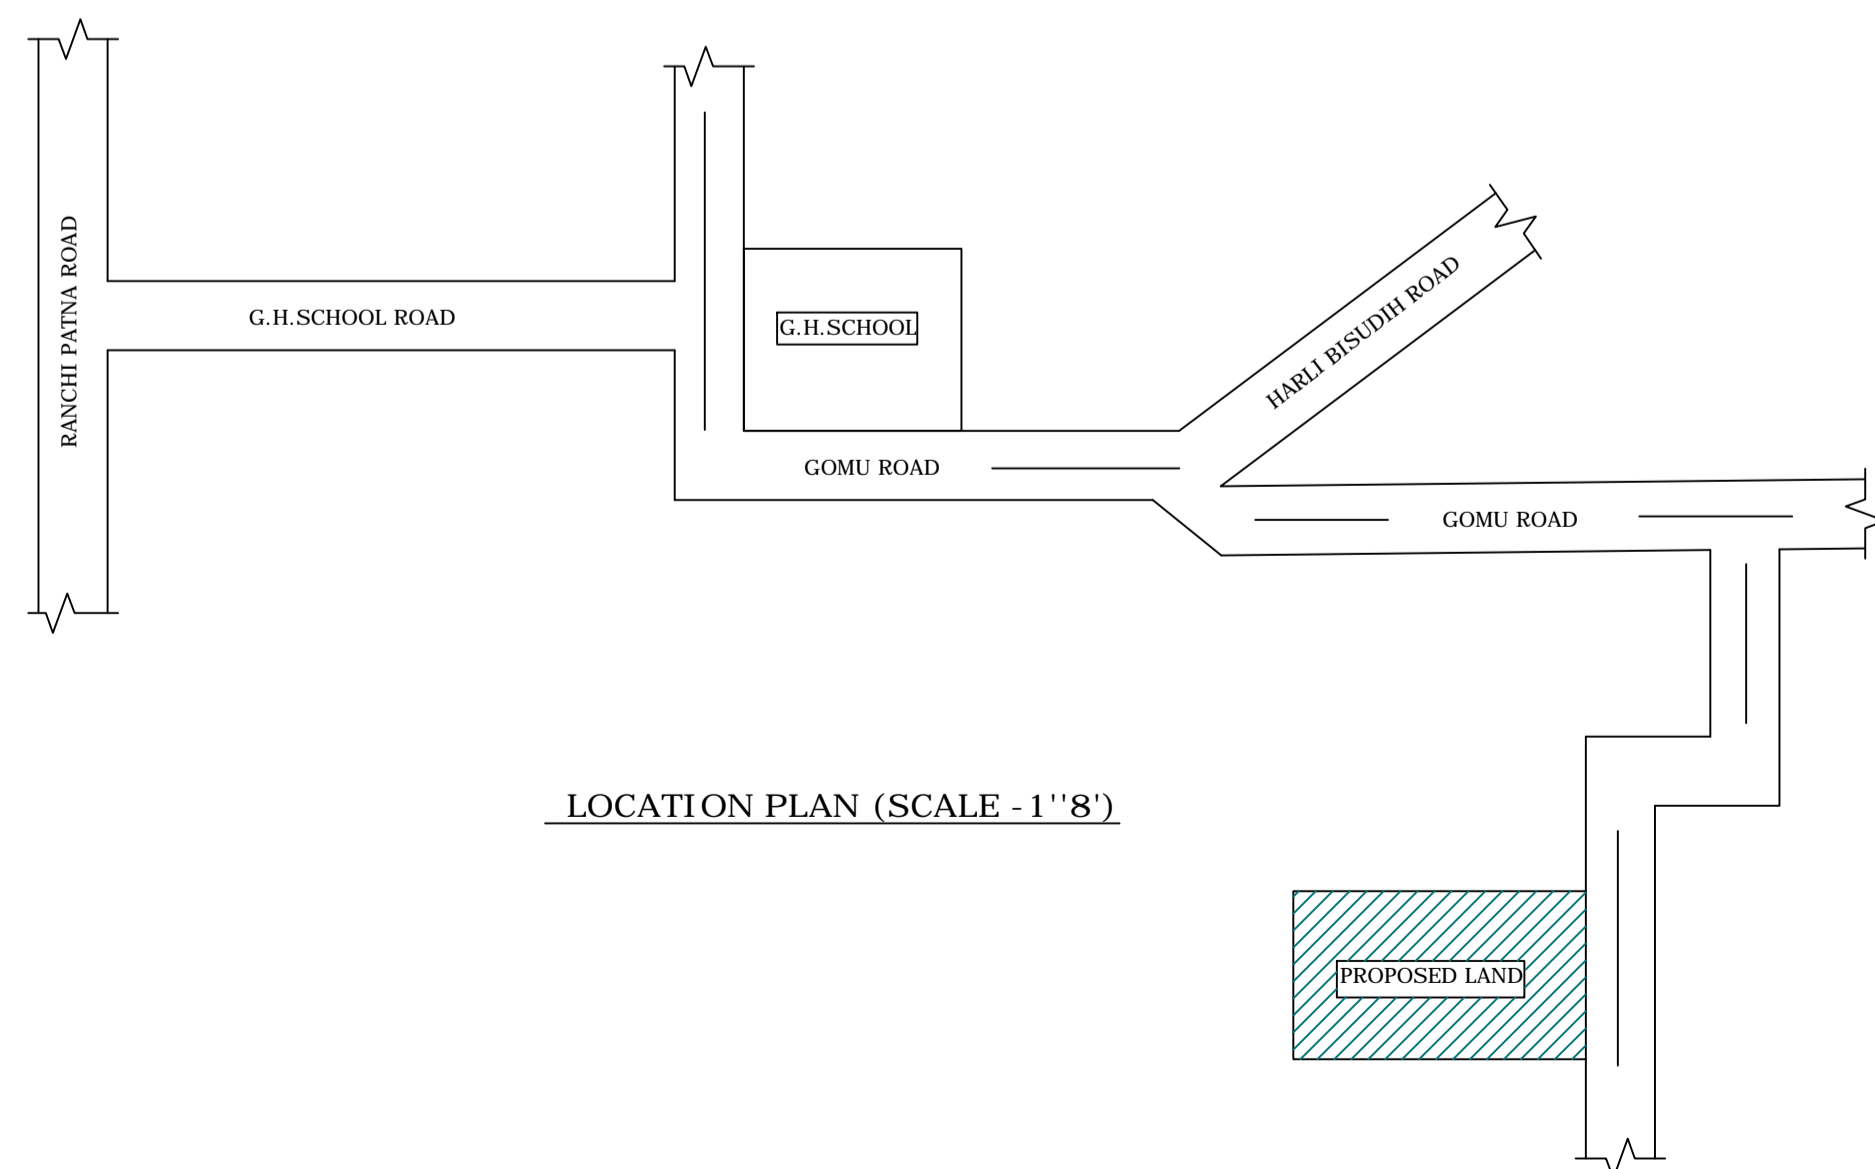 RANCHI PATNA ROAD
G.H.SCHOOL ROAD
G.H.SCHOOL
HARLI BISUDIH ROAD
GOMU ROAD
GOMU ROAD
LOCATION PLAN (SCALE -1''8')
PROPOSED LAND